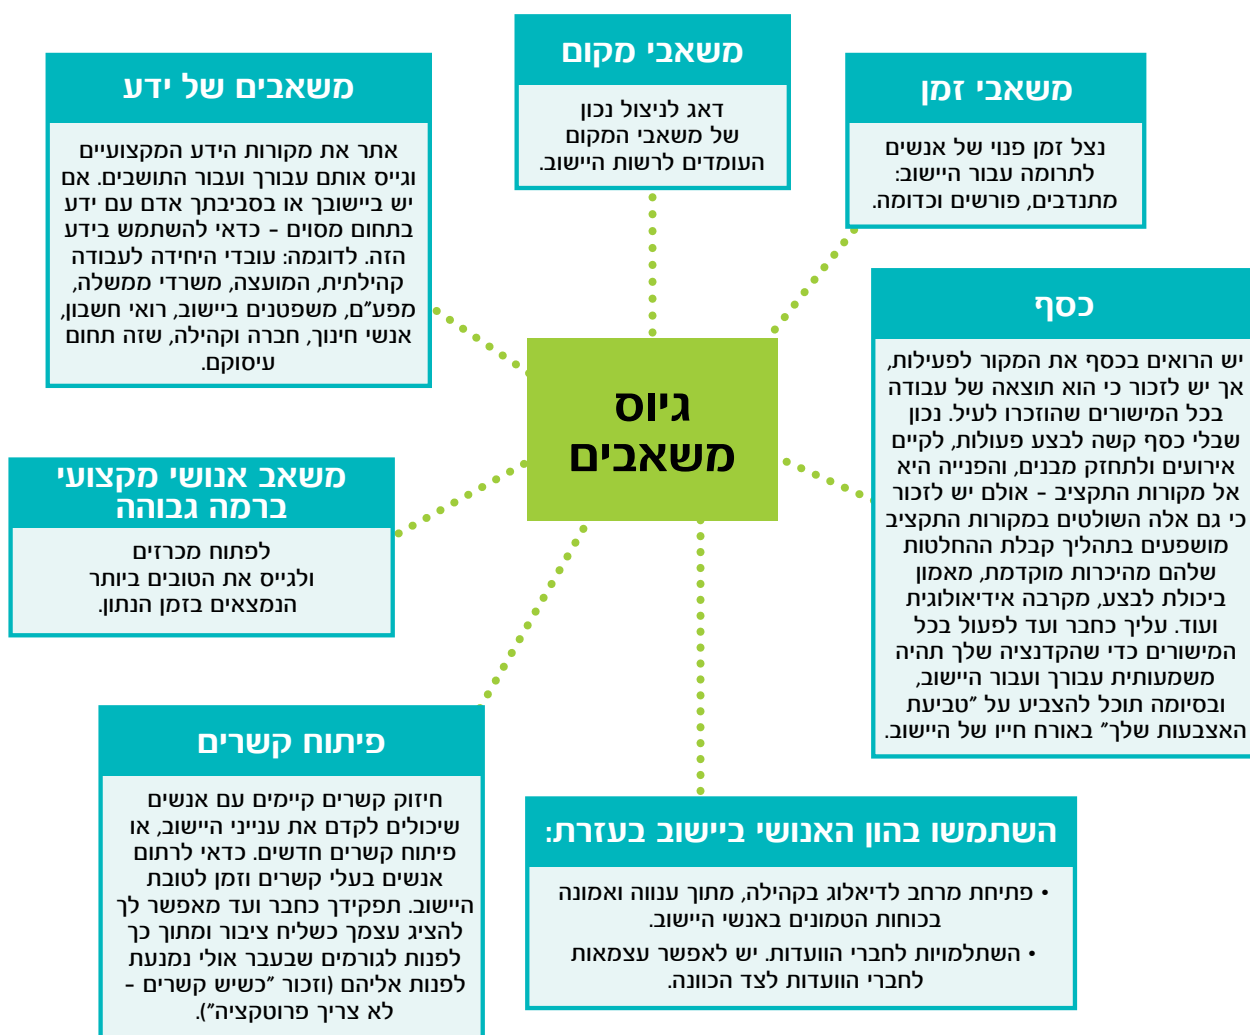 משאבי מקום
דאג לניצול נכון
של משאבי המקום
העומדים לרשות היישוב.
משאבי זמן
נצל זמן פנוי של אנשים
לתרומה עבור היישוב:
מתנדבים, פורשים וכדומה.
משאבים של ידע
אתר את מקורות הידע המקצועיים
וגייס אותם עבורך ועבור התושבים. אם
יש ביישובך או בסביבתך אדם עם ידע
בתחום מסוים - כדאי להשתמש בידע
הזה. לדוגמה: עובדי היחידה לעבודה
קהילתית, המועצה, משרדי ממשלה,
מפע"ם, משפטנים ביישוב, רואי חשבון,
אנשי חינוך, חברה וקהילה, שזה תחום
עיסוקם.
כסף
יש הרואים בכסף את המקור לפעילות,
אך יש לזכור כי הוא תוצאה של עבודה
בכל המישורים שהוזכרו לעיל. נכון
שבלי כסף קשה לבצע פעולות, לקיים
אירועים ולתחזק מבנים, והפנייה היא
אל מקורות התקציב - אולם יש לזכור
כי גם אלה השולטים במקורות התקציב
מושפעים בתהליך קבלת ההחלטות
שלהם מהיכרות מוקדמת, מאמון
ביכולת לבצע, מקרבה אידיאולוגית
ועוד. עליך כחבר ועד לפעול בכל
המישורים כדי שהקדנציה שלך תהיה
משמעותית עבורך ועבור היישוב,
ובסיומה תוכל להצביע על "טביעת
האצבעות שלך" באורח חייו של היישוב.
גיוס
משאבים
משאב אנושי מקצועי
ברמה גבוהה
לפתוח מכרזים
ולגייס את הטובים ביותר
הנמצאים בזמן הנתון.
פיתוח קשרים
חיזוק קשרים קיימים עם אנשים
שיכולים לקדם את ענייני היישוב, או
פיתוח קשרים חדשים. כדאי לרתום
אנשים בעלי קשרים וזמן לטובת
היישוב. תפקידך כחבר ועד מאפשר לך
להציג עצמך כשליח ציבור ומתוך כך
לפנות לגורמים שבעבר אולי נמנעת
לפנות אליהם (וזכור "כשיש קשרים -
לא צריך פרוטקציה").
השתמשו בהון האנושי ביישוב בעזרת:
• פתיחת מרחב לדיאלוג בקהילה, מתוך ענווה ואמונה
בכוחות הטמונים באנשי היישוב.
• השתלמויות לחברי הוועדות. יש לאפשר עצמאות
לחברי הוועדות לצד הכוונה.